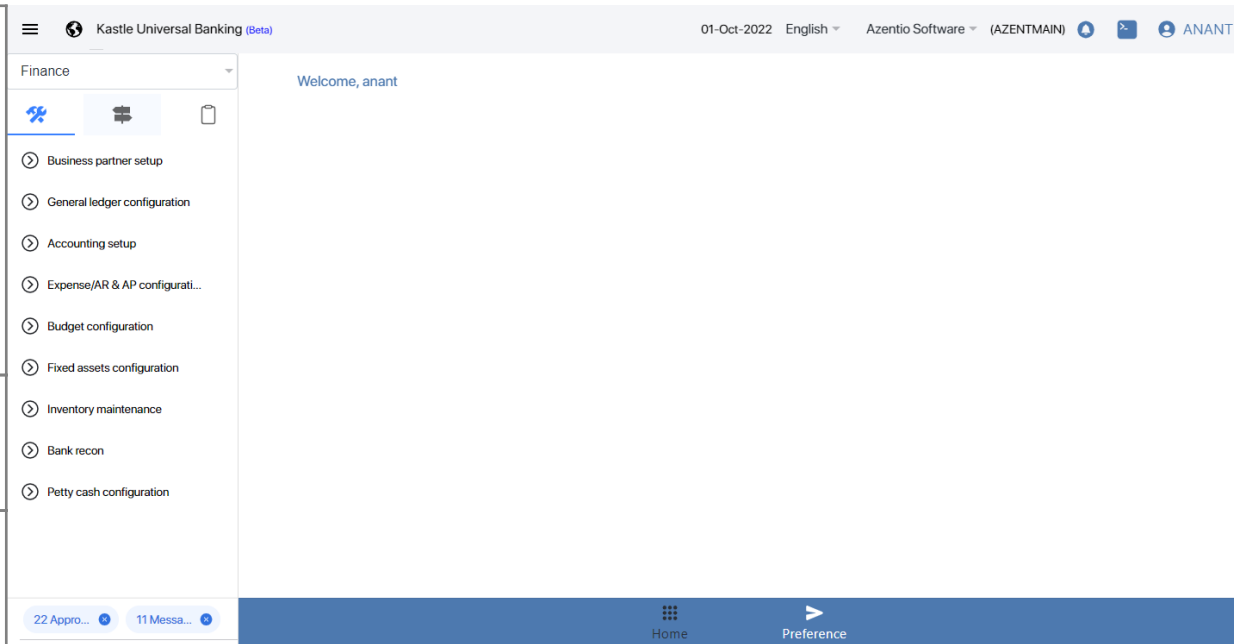 Kastle Universal Banking (Beta)
01-Oct-2022 English Azentio Software (AZENTMAIN) ANANT
Finance
Welcome, anant
Business partner setup
General ledger configuration
Accounting setup
Expense/AR & AP configurati...
Budget configuration
Fixed assets configuration
Inventory maintenance
Bank recon
Petty cash configuration
22 Appro... 11 Messa...
Home Preference